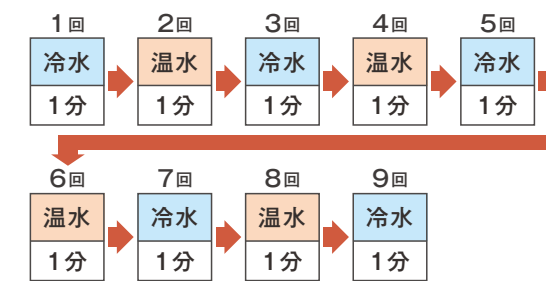 1回 2回 3回 4回 5回
冷水 温水 冷水 温水 冷水
1分 1分 1分 1分 1分
6回 7回 8回 9回
温水 冷水 温水 冷水
1分 1分 1分 1分